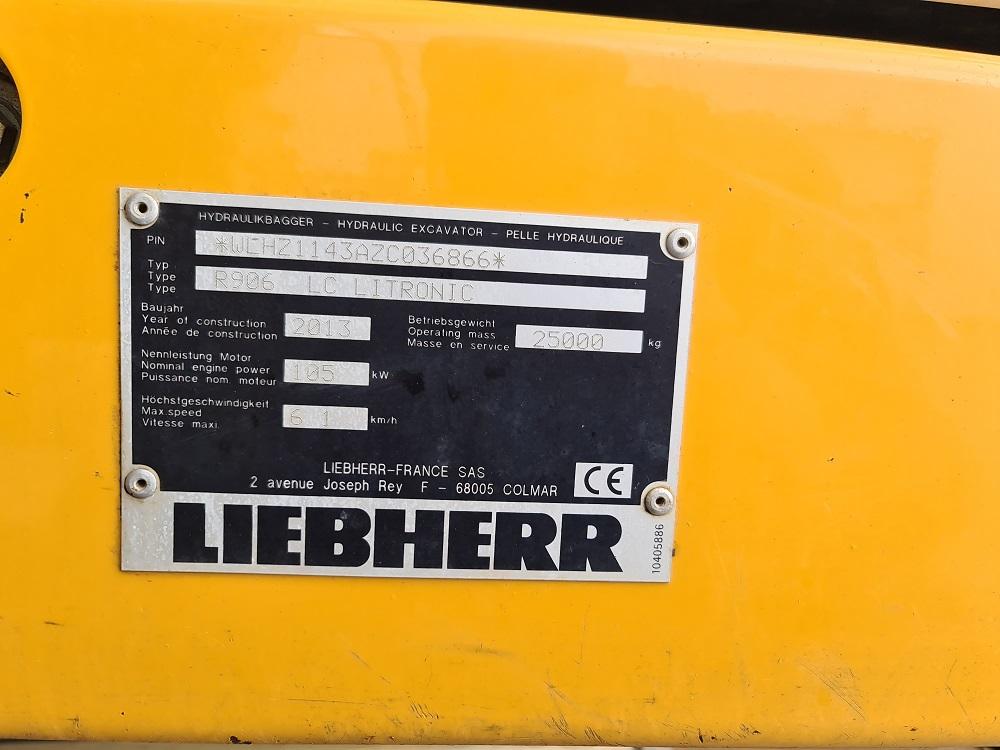 HYDRAULIKBAGGER - HYDRAULIC EXCAVATOR - PELLE HYDRAULIQUE
PIN *WLHZ1143AZC036866*
Typ
Type
Type
R906 LC LITRONIC
Baujahr
Year of construction
Année de construction
2013
Betriebsgewicht
Operating mass
Masse en service
25000 kg
Nennleistung Motor
Nominal engine power
Puissance nom. moteur
105 kW
Höchstgeschwindigkeit
Max.speed
Vitesse maxi.
6 1 km/h
LIEBHERR-FRANCE SAS
2 avenue Joseph Rey F - 68005 COLMAR
CE
LIEBHERR
10405886